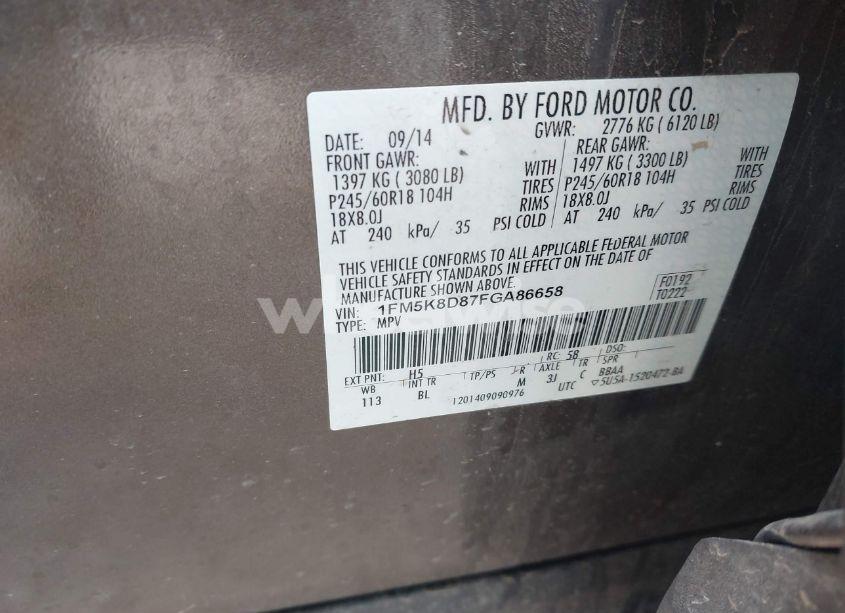 MFD. BY FORD MOTOR CO.
DATE: 09/14 GVWR: 2776 KG ( 6120 LB)
FRONT GAWR: REAR GAWR:
1397 KG ( 3080 LB) WITH 1497 KG ( 3300 LB) WITH
P245/60R18 104H TIRES P245/60R18 104H TIRES
18X8.0J RIMS 18X8.0J RIMS
AT 240 kPa/ 35 PSI COLD AT 240 kPa/ 35 PSI COLD
THIS VEHICLE CONFORMS TO ALL APPLICABLE FEDERAL MOTOR
VEHICLE SAFETY STANDARDS IN EFFECT ON THE DATE OF
MANUFACTURE SHOWN ABOVE.
VIN: 1FM5K8D87FGA86658 F0192
TYPE: MPV T0222
EXT PNT: H5 RC: 58 DSO:
WB INT TR TP/PS R AXLE TR SPR
113 BL M 3J C BBAA
1201409090976 UTC ▽5U5A-1520472-BA